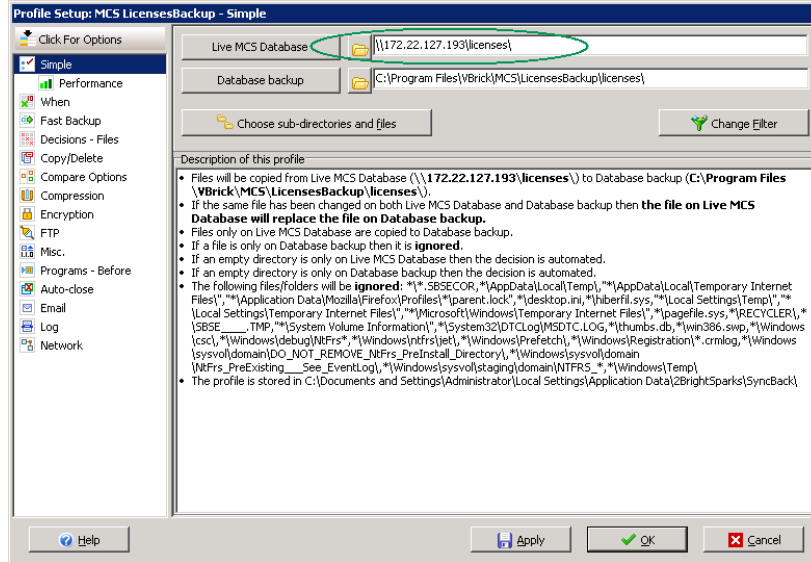 Profile Setup: MCS LicensesBackup - Simple
Click For Options
Simple
Performance
When
Fast Backup
Decisions - Files
Copy/Delete
Compare Options
Compression
Encryption
FTP
Misc.
Programs - Before
Auto-close
Email
Log
Network
Live MCS Database
\\172.22.127.193\licenses\
Database backup
C:\Program Files\VBrick\MCS\LicensesBackup\licenses\
Choose sub-directories and files
Change Filter
Description of this profile
• Files will be copied from Live MCS Database (\\172.22.127.193\licenses\) to Database backup (C:\Program Files
\VBrick\MCS\LicensesBackup\licenses\).
• If the same file has been changed on both Live MCS Database and Database backup then the file on Live MCS
Database will replace the file on Database backup.
• Files only on Live MCS Database are copied to Database backup.
• If a file is only on Database backup then it is ignored.
• If an empty directory is only on Live MCS Database then the decision is automated.
• If an empty directory is only on Database backup then the decision is automated.
• The following files/folders will be ignored: *\*.SBSECOR,*\AppData\Local\Temp\,"*\AppData\Local\Temporary Internet
Files\","*\Application Data\Mozilla\Firefox\Profiles\*\parent.lock",*\desktop.ini,*\hiberfil.sys,"*\Local Settings\Temp\","*
\Local Settings\Temporary Internet Files\","*\Microsoft\Windows\Temporary Internet Files\",*\pagefile.sys,*\RECYCLER\,*
\SBSE____.TMP,"*\System Volume Information\",*\System32\DTCLog\MSDTC.LOG,*\thumbs.db,*\win386.swp,*\Windows
\csc\,*\Windows\debug\NtFrs*,*\Windows\ntfrs\jet\,*\Windows\Prefetch\,*\Windows\Registration\*.crmlog,*\Windows
\sysvol\domain\DO_NOT_REMOVE_NtFrs_PreInstall_Directory\,*\Windows\sysvol\domain
\NtFrs_PreExisting___See_EventLog\,*\Windows\sysvol\staging\domain\NTFRS_*,*\Windows\Temp\
• The profile is stored in C:\Documents and Settings\Administrator\Local Settings\Application Data\2BrightSparks\SyncBack\
Help
Apply
OK
Cancel